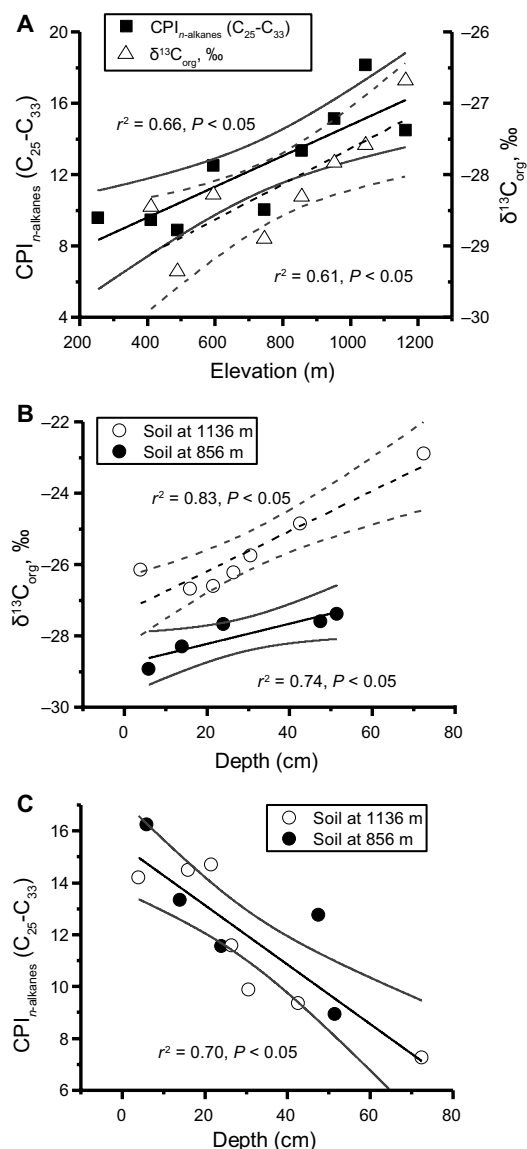 A
CPIn-alkanes (C25-C33)
δ13Corg, ‰
20
16
12
8
4
CPIn-alkanes (C25-C33)
r2 = 0.66, P < 0.05
r2 = 0.61, P < 0.05
–26
–27
–28
–29
–30
δ13Corg, ‰
200 400 600 800 1000 1200
Elevation (m)
B
Soil at 1136 m
Soil at 856 m
–22
–24
–26
–28
–30
δ13Corg, ‰
r2 = 0.83, P < 0.05
r2 = 0.74, P < 0.05
0 20 40 60 80
Depth (cm)
C
Soil at 1136 m
Soil at 856 m
16
14
12
10
8
6
CPIn-alkanes (C25-C33)
r2 = 0.70, P < 0.05
0 20 40 60 80
Depth (cm)